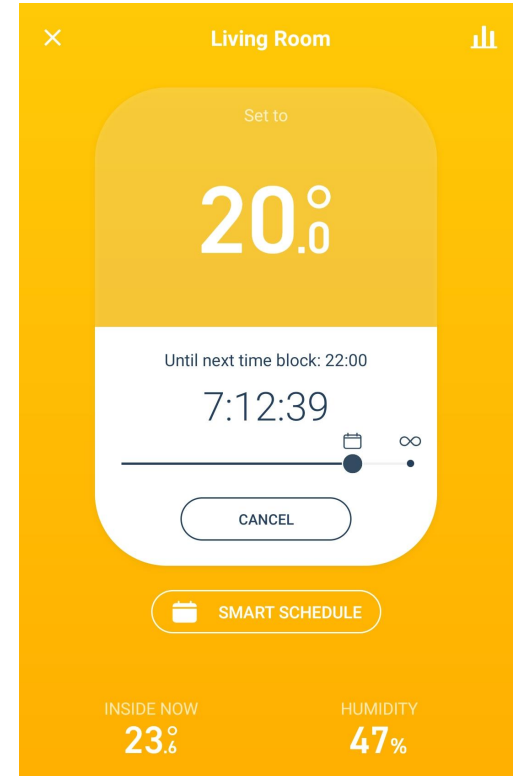 Living Room
Set to
20.0°
Until next time block: 22:00
7:12:39
CANCEL
SMART SCHEDULE
INSIDE NOW HUMIDITY
23.6° 47%